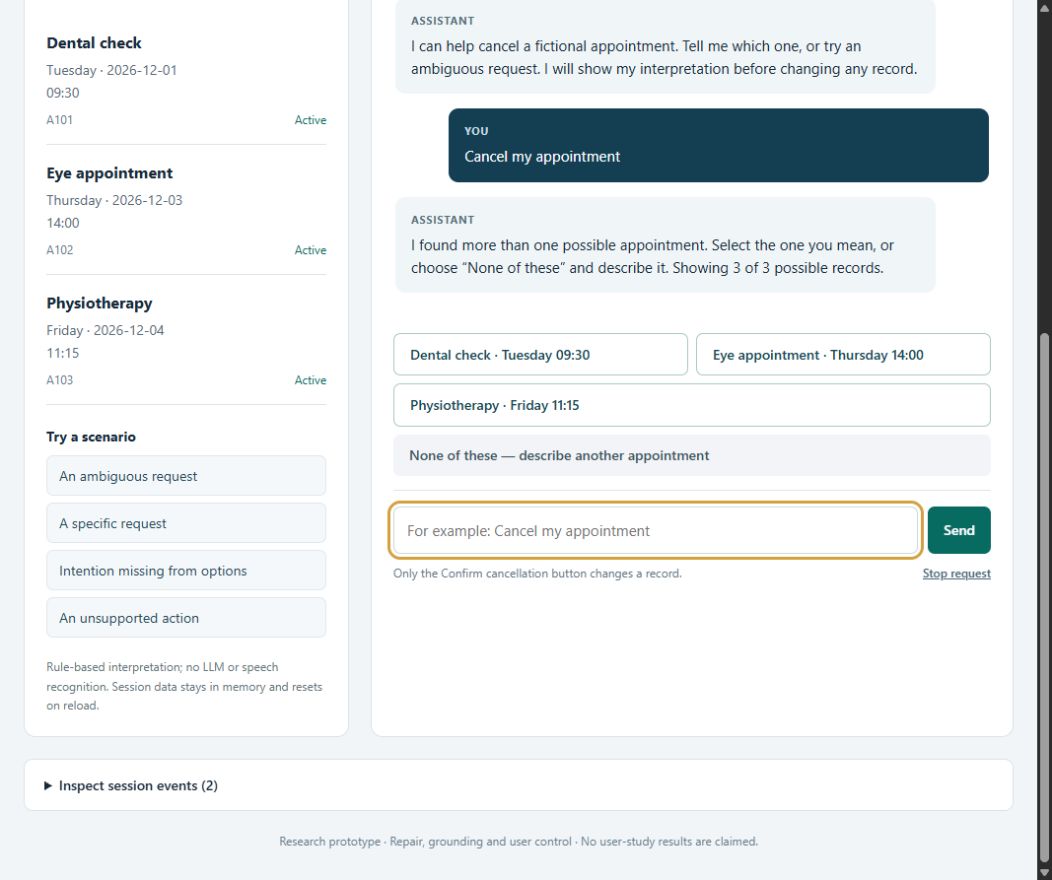 Dental check
Tuesday · 2026-12-01
09:30
A101 Active
Eye appointment
Thursday · 2026-12-03
14:00
A102 Active
Physiotherapy
Friday · 2026-12-04
11:15
A103 Active
Try a scenario
An ambiguous request
A specific request
Intention missing from options
An unsupported action
Rule-based interpretation; no LLM or speech
recognition. Session data stays in memory and resets
on reload.
ASSISTANT
I can help cancel a fictional appointment. Tell me which one, or try an
ambiguous request. I will show my interpretation before changing any record.
YOU
Cancel my appointment
ASSISTANT
I found more than one possible appointment. Select the one you mean, or
choose “None of these” and describe it. Showing 3 of 3 possible records.
Dental check · Tuesday 09:30
Eye appointment · Thursday 14:00
Physiotherapy · Friday 11:15
None of these — describe another appointment
For example: Cancel my appointment
Send
Only the Confirm cancellation button changes a record.
Stop request
Inspect session events (2)
Research prototype · Repair, grounding and user control · No user-study results are claimed.